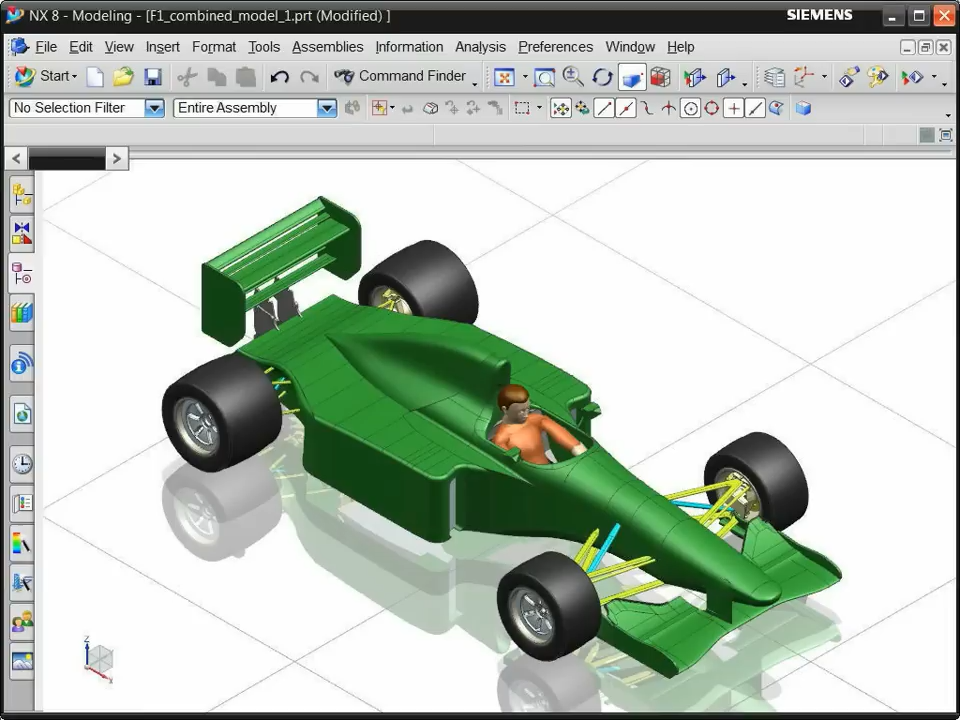 NX 8 - Modeling - [F1_combined_model_1.prt (Modified) ]
SIEMENS
File Edit View Insert Format Tools Assemblies Information Analysis Preferences Window Help
Start Command Finder
No Selection Filter Entire Assembly
Z
X